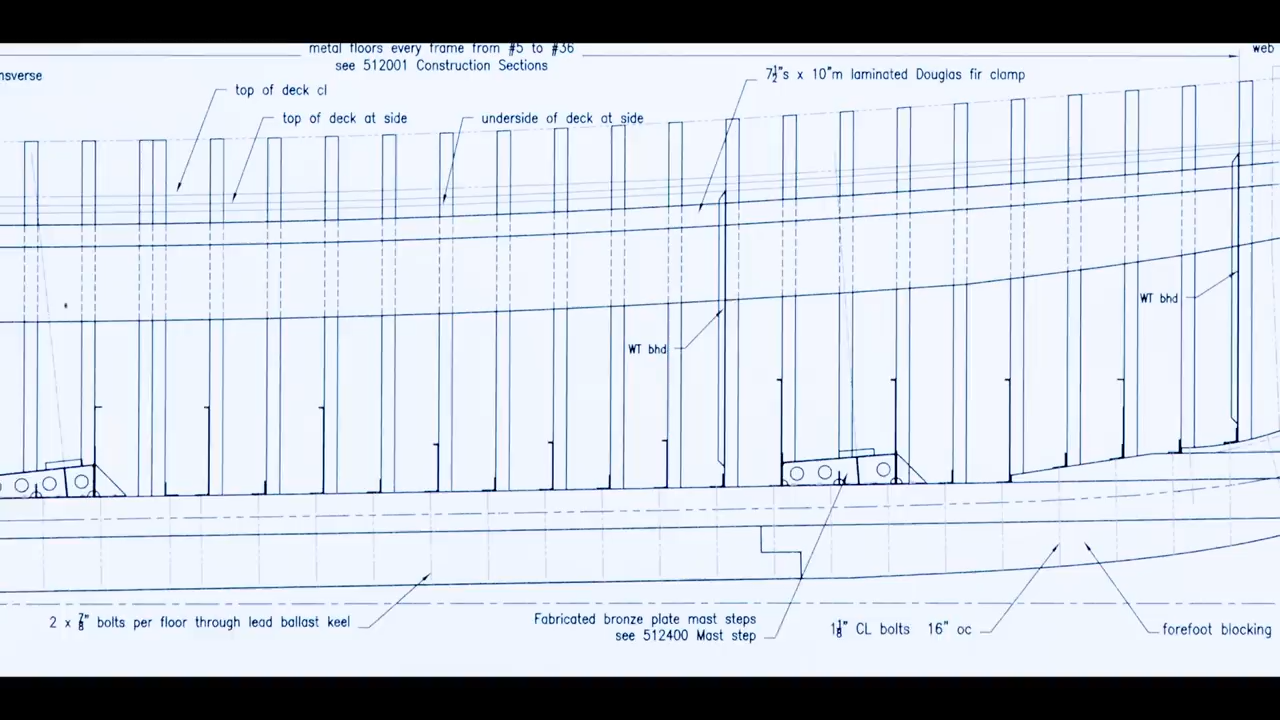 metal floors every frame from #5 to #36
see 512001 Construction Sections
web
nsverse
7½"s x 10"m laminated Douglas fir clamp
top of deck cl
top of deck at side
underside of deck at side
WT bhd
WT bhd
2 x ⅞" bolts per floor through lead ballast keel
Fabricated bronze plate mast steps
see 512400 Mast step
1⅛" CL bolts 16" oc
forefoot blocking